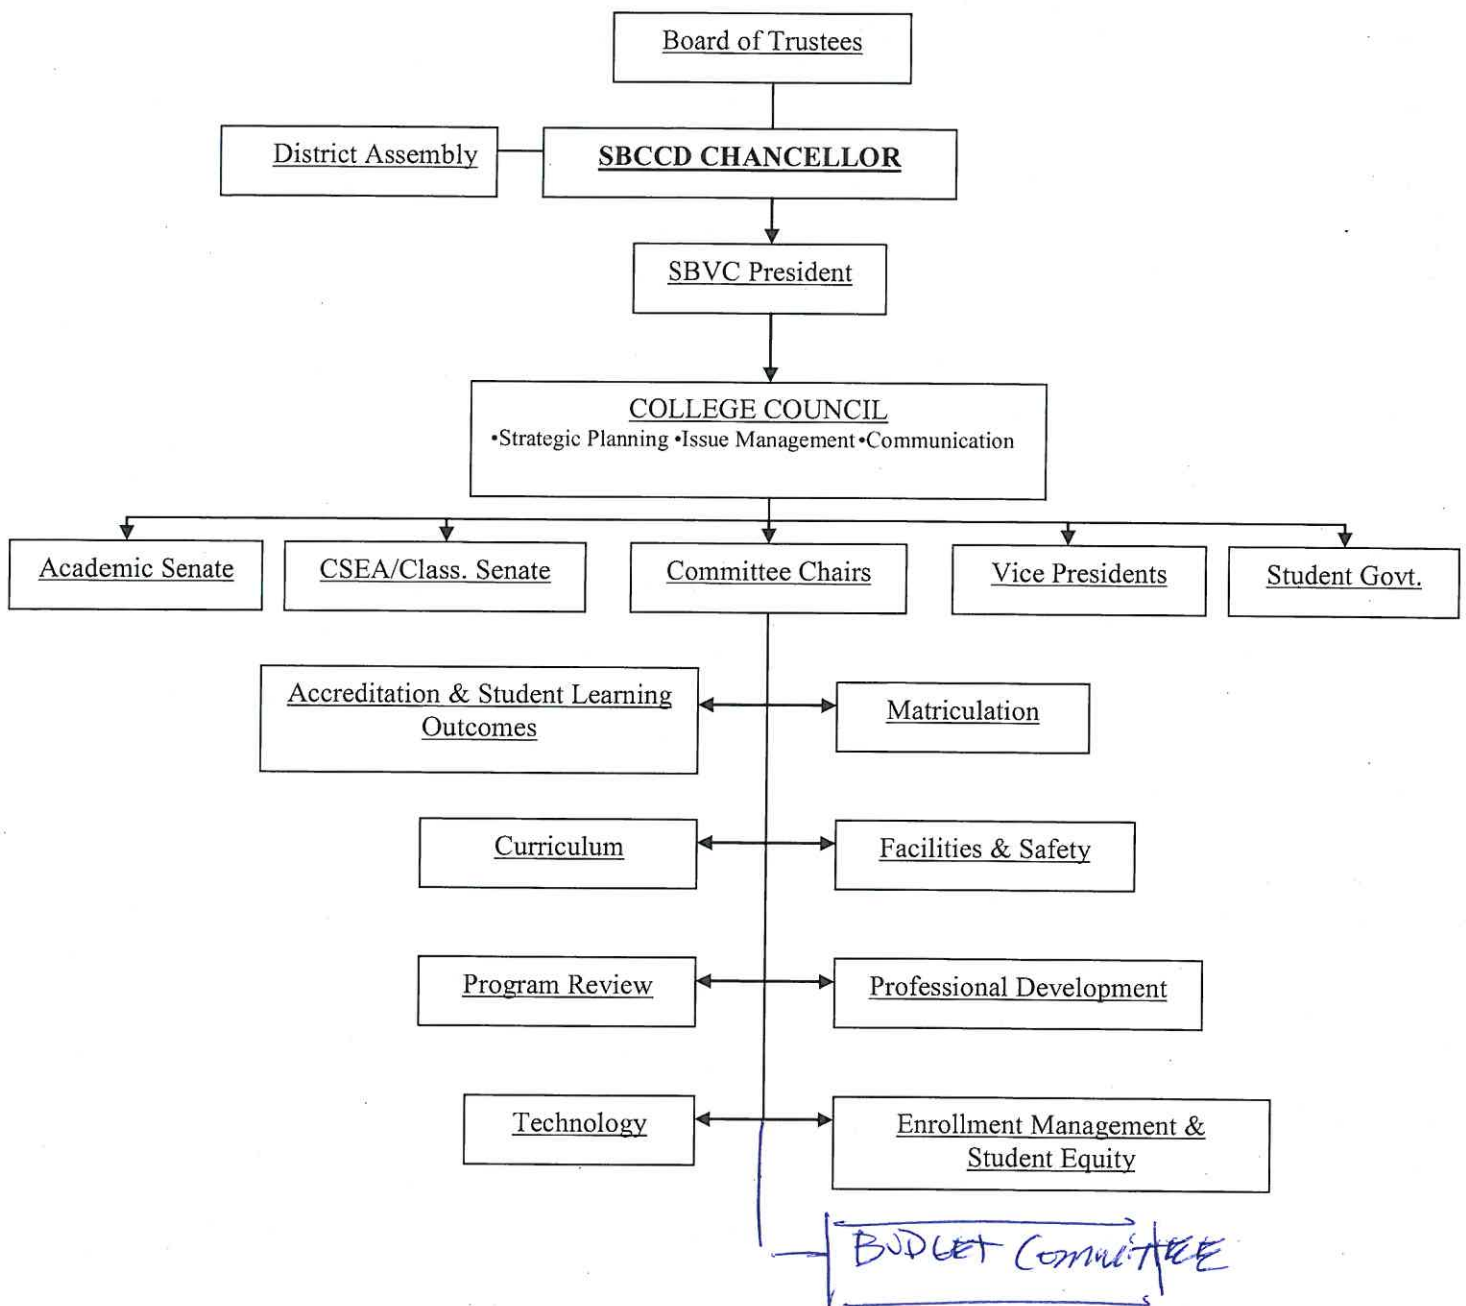 Board of Trustees
District Assembly
SBCCD CHANCELLOR
SBVC President
COLLEGE COUNCIL
•Strategic Planning •Issue Management•Communication
Academic Senate
CSEA/Class. Senate
Committee Chairs
Vice Presidents
Student Govt.
Accreditation & Student Learning
Outcomes
Matriculation
Curriculum
Facilities & Safety
Program Review
Professional Development
Technology
Enrollment Management &
Student Equity
BUDGET CommitTEE